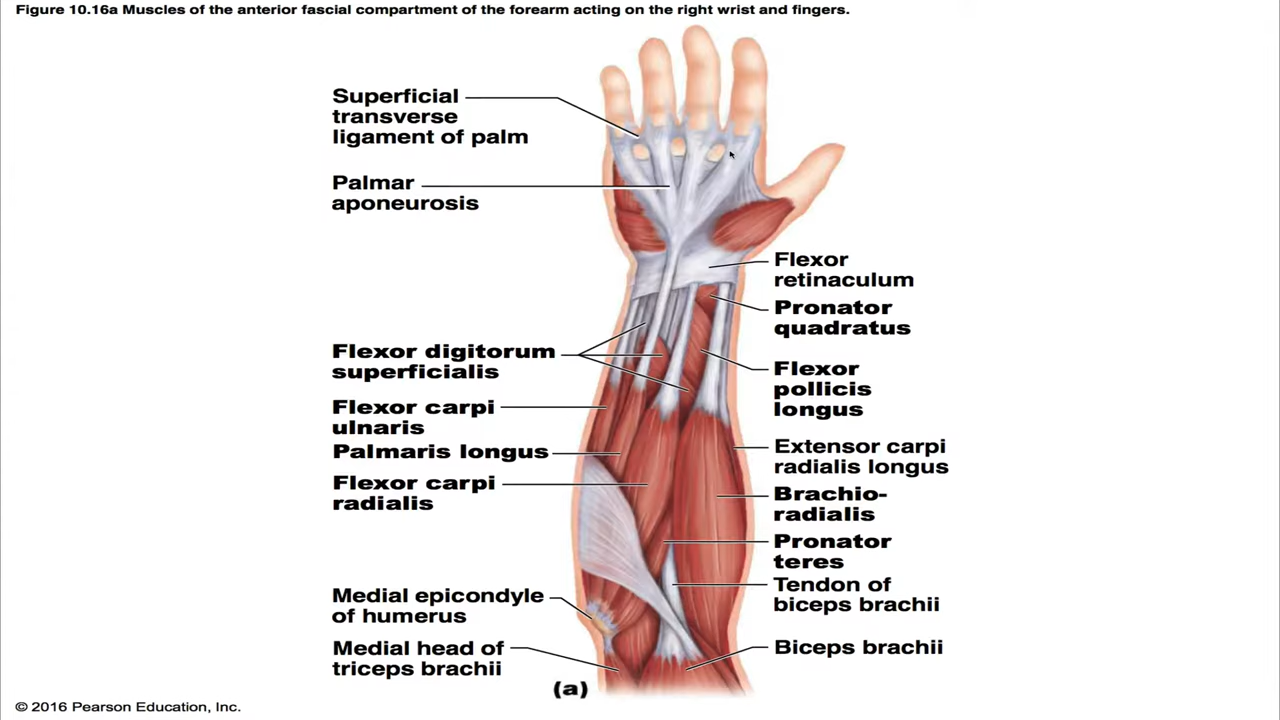 Figure 10.16a Muscles of the anterior fascial compartment of the forearm acting on the right wrist and fingers.
Superficial
transverse
ligament of palm
Palmar
aponeurosis
Flexor digitorum
superficialis
Flexor carpi
ulnaris
Palmaris longus
Flexor carpi
radialis
Medial epicondyle
of humerus
Medial head of
triceps brachii
Flexor
retinaculum
Pronator
quadratus
Flexor
pollicis
longus
Extensor carpi
radialis longus
Brachio-
radialis
Pronator
teres
Tendon of
biceps brachii
Biceps brachii
(a)
© 2016 Pearson Education, Inc.